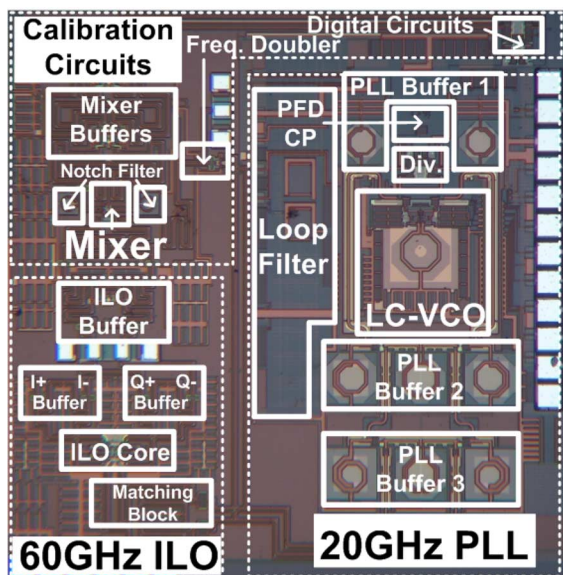 Calibration
Circuits
Digital Circuits
Freq. Doubler
Mixer
Buffers
Notch Filter
Mixer
PLL Buffer 1
PFD
CP
Div.
Loop
Filter
LC-VCO
ILO
Buffer
I+ I-
Buffer
Q+ Q-
Buffer
ILO Core
Matching
Block
60GHz ILO
PLL
Buffer 2
PLL
Buffer 3
20GHz PLL